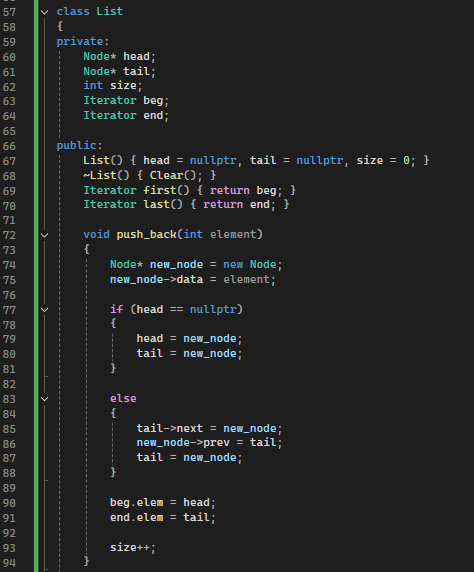 57 class List
58 {
59 private:
60 Node* head;
61 Node* tail;
62 int size;
63 Iterator beg;
64 Iterator end;
65
66 public:
67 List() { head = nullptr, tail = nullptr, size = 0; }
68 ~List() { Clear(); }
69 Iterator first() { return beg; }
70 Iterator last() { return end; }
71
72 void push_back(int element)
73 {
74 Node* new_node = new Node;
75 new_node->data = element;
76
77 if (head == nullptr)
78 {
79 head = new_node;
80 tail = new_node;
81 }
82
83 else
84 {
85 tail->next = new_node;
86 new_node->prev = tail;
87 tail = new_node;
88 }
89
90 beg.elem = head;
91 end.elem = tail;
92
93 size++;
94 }